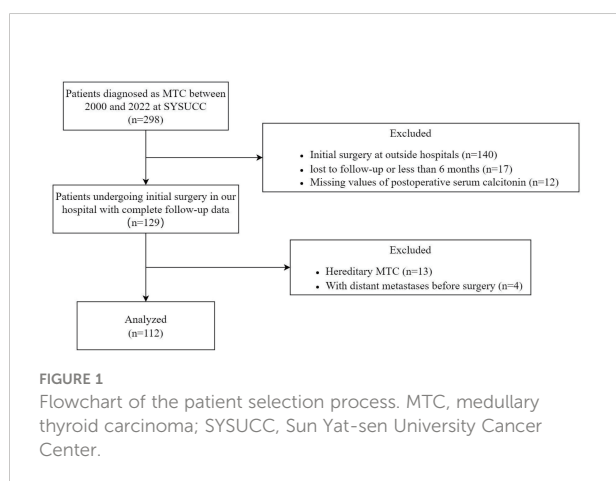 Patients diagnosed as MTC between
2000 and 2022 at SYSUCC
(n=298)
Excluded
• Initial surgery at outside hospitals (n=140)
• lost to follow-up or less than 6 months (n=17)
• Missing values of postoperative serum calcitonin (n=12)
Patients undergoing initial surgery in our
hospital with complete follow-up data
(n=129)
Excluded
• Hereditary MTC (n=13)
• With distant metastases before surgery (n=4)
Analyzed
(n=112)
FIGURE 1
Flowchart of the patient selection process. MTC, medullary
thyroid carcinoma; SYSUCC, Sun Yat-sen University Cancer
Center.